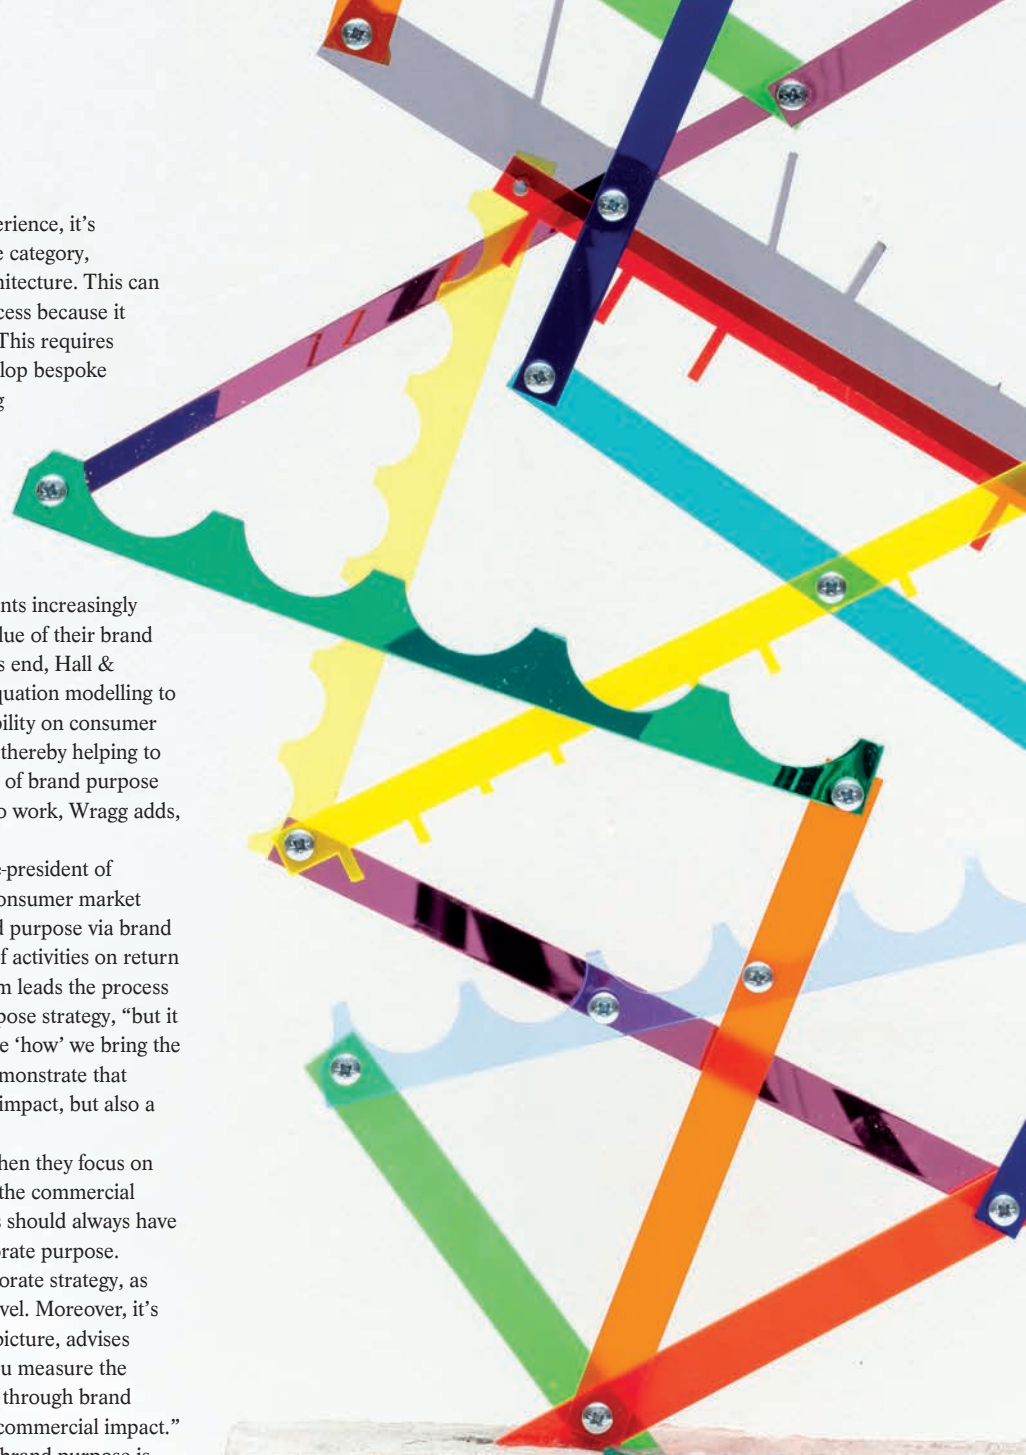 erience, it’s
e category,
hitecture. This can
cess because it
This requires
lop bespoke
g
nts increasingly
lue of their brand
s end, Hall &
quation modelling to
bility on consumer
thereby helping to
of brand purpose
o work, Wragg adds,
e-president of
onsumer market
d purpose via brand
f activities on return
m leads the process
pose strategy, “but it
e ‘how’ we bring the
monstrate that
impact, but also a
hen they focus on
the commercial
s should always have
orate purpose.
orate strategy, as
vel. Moreover, it’s
picture, advises
u measure the
through brand
commercial impact.”
brand purpose is